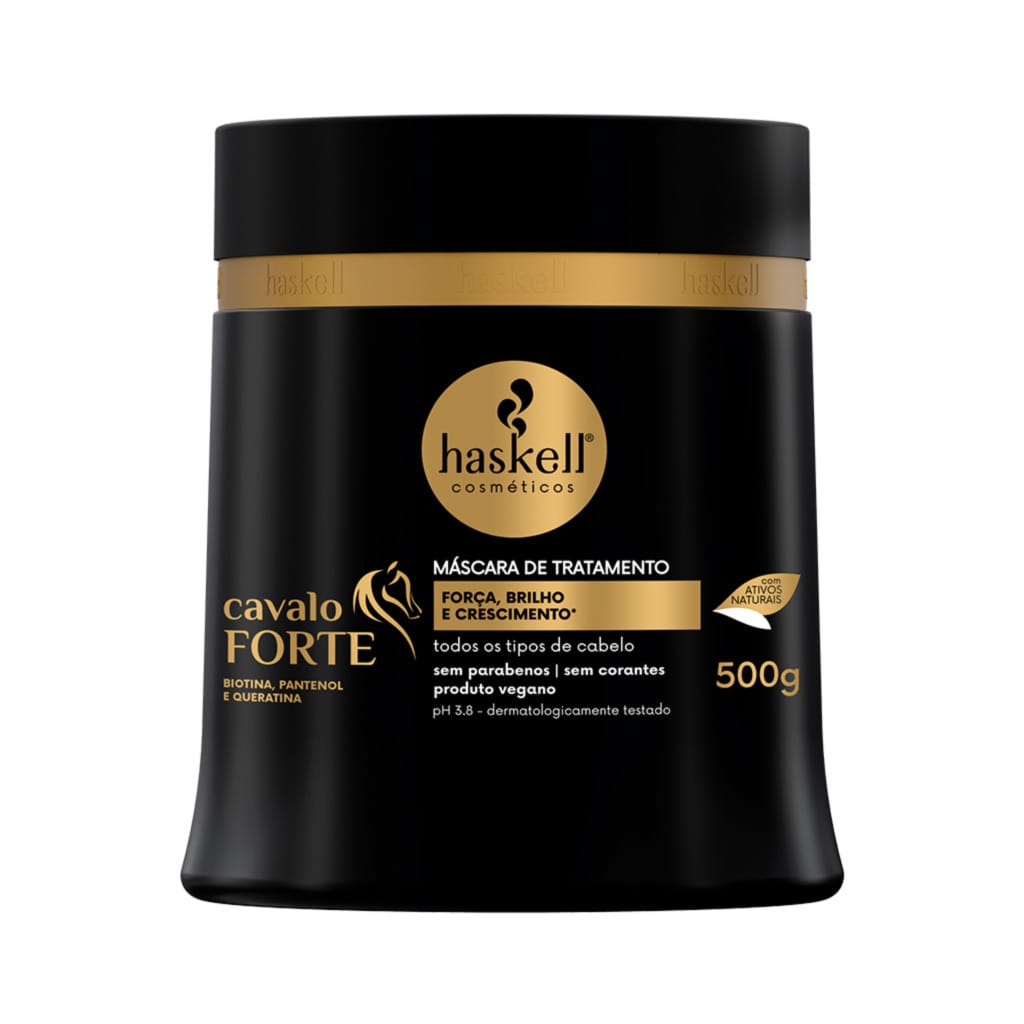 haskell haskell haskell
haskell®
cosméticos
MÁSCARA DE TRATAMENTO
FORÇA, BRILHO
E CRESCIMENTO*
todos os tipos de cabelo
sem parabenos | sem corantes
produto vegano
pH 3.8 - dermatologicamente testado
cavalo
FORTE
BIOTINA, PANTENOL
E QUERATINA
com
ATIVOS
NATURAIS
500g